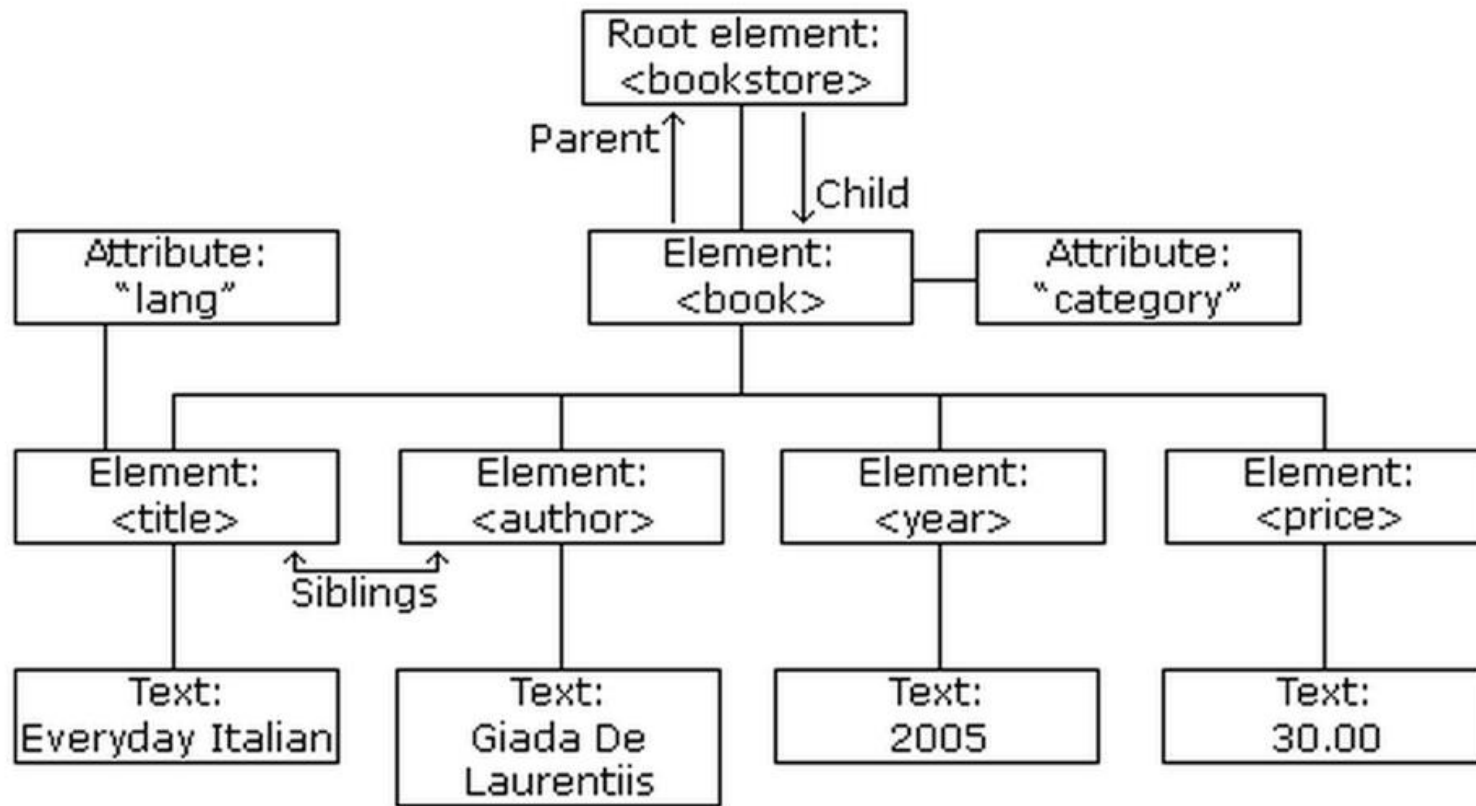 Root element:
<bookstore>
Parent
Child
Attribute:
“lang”
Element:
<book>
Attribute:
“category”
Element:
<title>
Element:
<author>
Element:
<year>
Element:
<price>
Siblings
Text:
Everyday Italian
Text:
Giada De
Laurentiis
Text:
2005
Text:
30.00